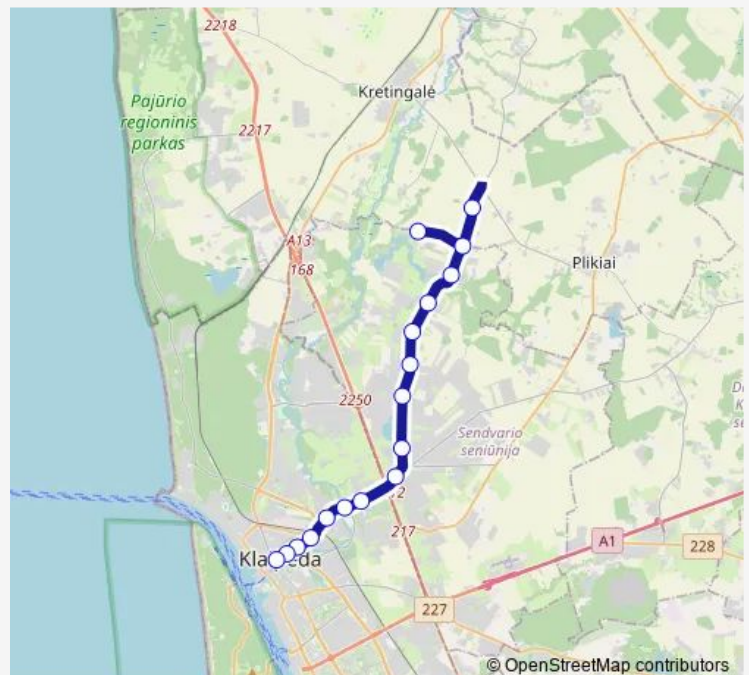 2218
Kretingalė
Pajūrio
regioninis
parkas
2217
A13
168
Plikiai
2250
Sendvario
seniūnija
2
217
A1
228
227
© OpenStreetMap contributors